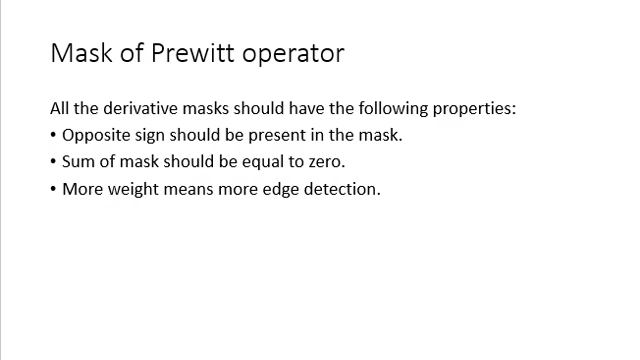 Mask of Prewitt operator
All the derivative masks should have the following properties:
• Opposite sign should be present in the mask.
• Sum of mask should be equal to zero.
• More weight means more edge detection.